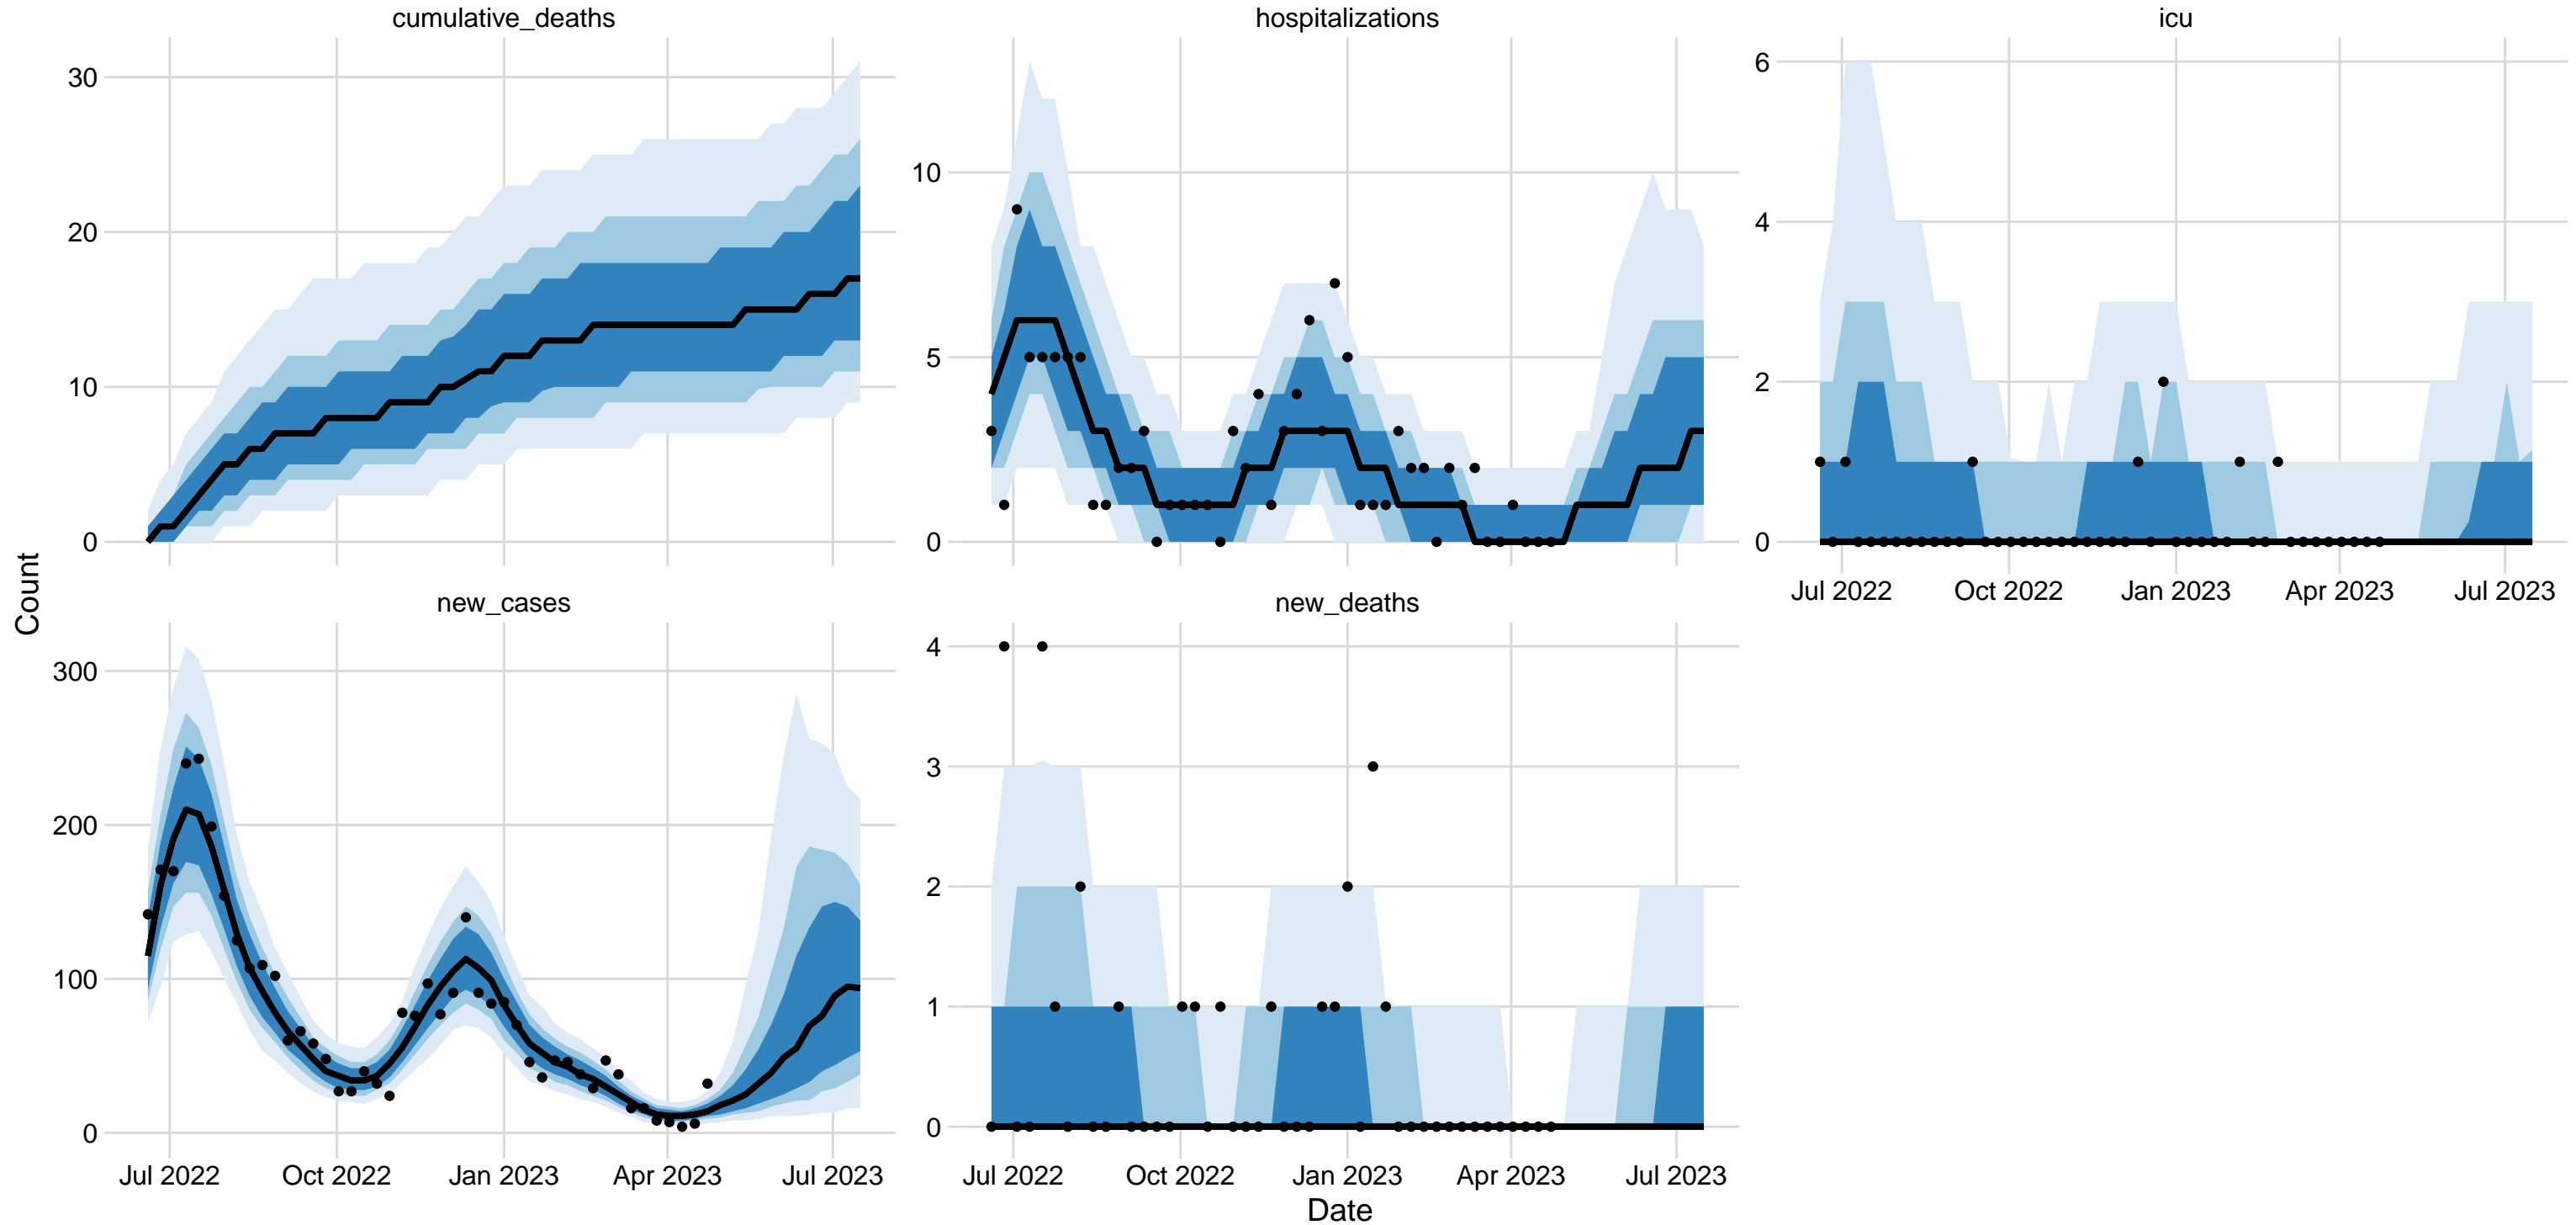 cumulative_deaths
30
20
10
0
hospitalizations
10
5
0
icu
6
4
2
0
Jul 2022 Oct 2022 Jan 2023 Apr 2023 Jul 2023
Count
new_cases
300
200
100
0
Jul 2022 Oct 2022 Jan 2023 Apr 2023 Jul 2023
new_deaths
4
3
2
1
0
Jul 2022 Oct 2022 Jan 2023 Apr 2023 Jul 2023
Date